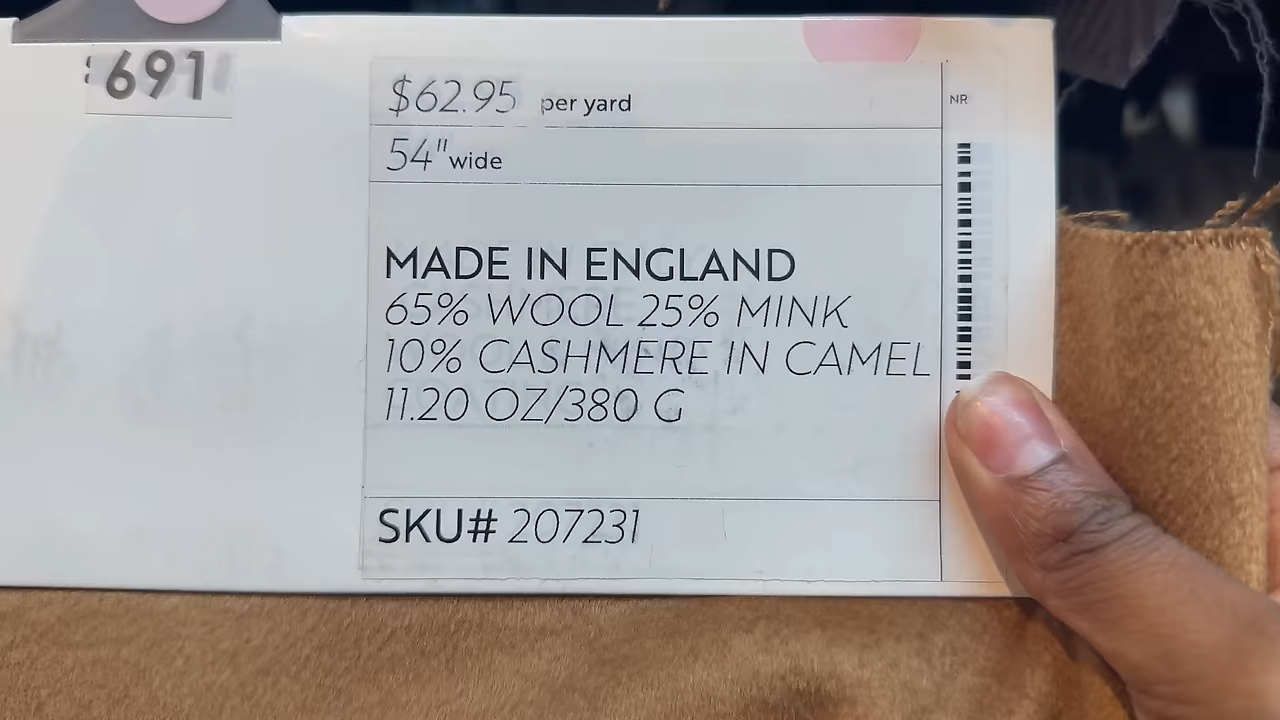 691
$62.95 per yard
NR
54" wide
MADE IN ENGLAND
65% WOOL 25% MINK
10% CASHMERE IN CAMEL
11.20 OZ/380 G
SKU# 207231